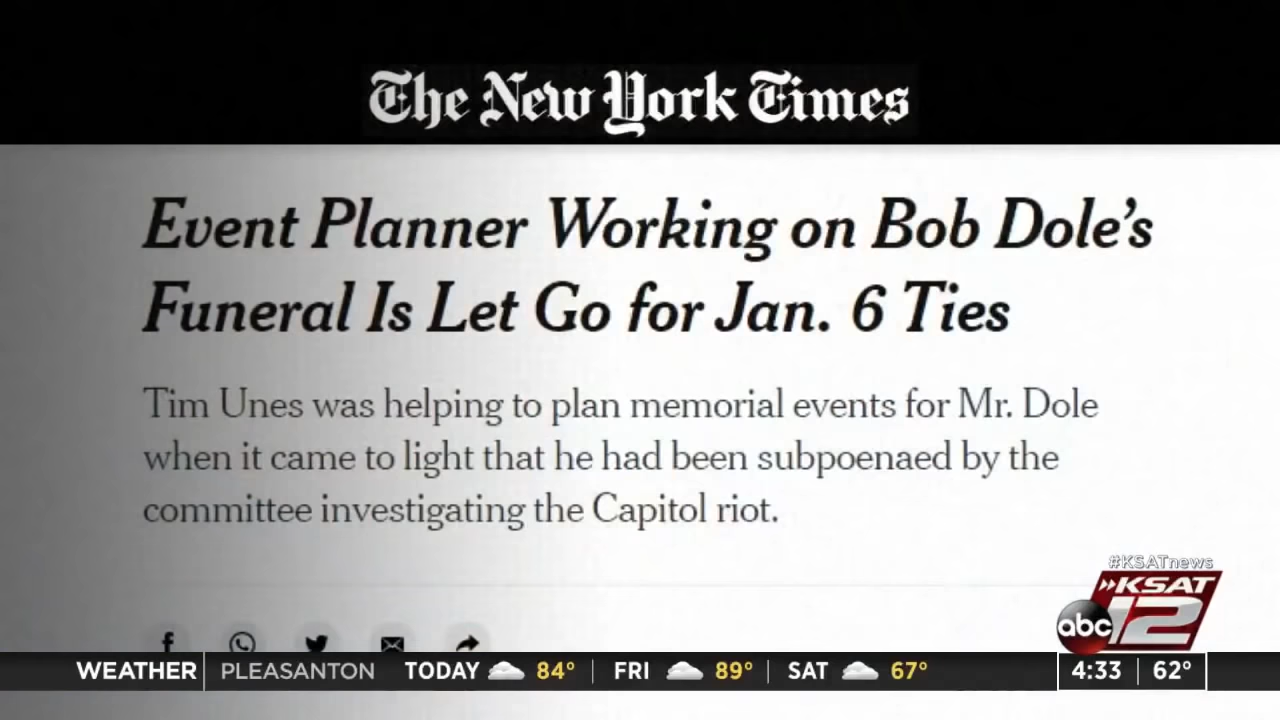 The New York Times
Event Planner Working on Bob Dole's
Funeral Is Let Go for Jan. 6 Ties
Tim Unes was helping to plan memorial events for Mr. Dole
when it came to light that he had been subpoenaed by the
committee investigating the Capitol riot.
#KSATnews
KSAT
abc 12
WEATHER PLEASANTON TODAY 84° FRI 89° SAT 67° 4:33 62°